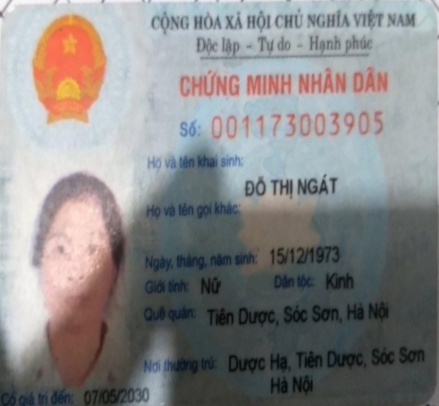 CỘNG HÒA XÃ HỘI CHỦ NGHĨA VIỆT NAM
Độc lập - Tự do - Hạnh phúc
CHỨNG MINH NHÂN DÂN
Số: 001173003905
Họ và tên khai sinh:
ĐỖ THỊ NGÁT
Họ và tên gọi khác:
Ngày, tháng, năm sinh: 15/12/1973
Giới tính: Nữ Dân tộc: Kinh
Quê quán: Tiên Dược, Sóc Sơn, Hà Nội
Nơi thường trú: Dược Hạ, Tiên Dược, Sóc Sơn
Hà Nội
Có giá trị đến: 07/05/2030